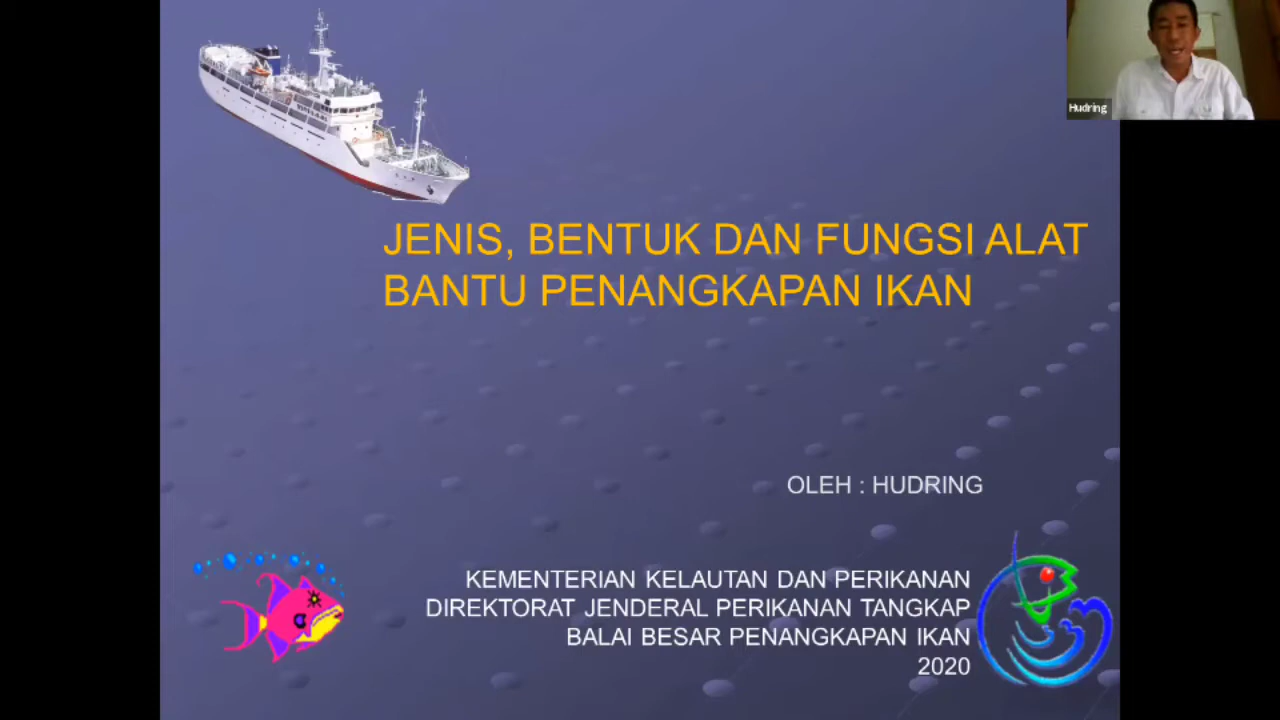 Hudring
JENIS, BENTUK DAN FUNGSI ALAT
BANTU PENANGKAPAN IKAN
OLEH : HUDRING
KEMENTERIAN KELAUTAN DAN PERIKANAN
DIREKTORAT JENDERAL PERIKANAN TANGKAP
BALAI BESAR PENANGKAPAN IKAN
2020